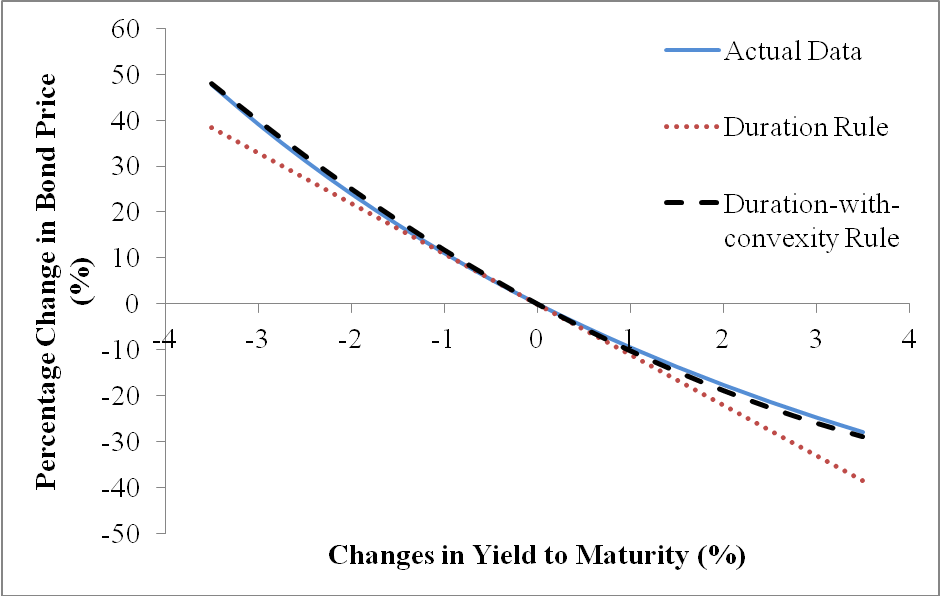 60
50
40
30
20
10
0
-10
-20
-30
-40
-50
-4 -3 -2 -1 0 1 2 3 4
Percentage Change in Bond Price
(%)
Changes in Yield to Maturity (%)
Actual Data
Duration Rule
Duration-with-
convexity Rule